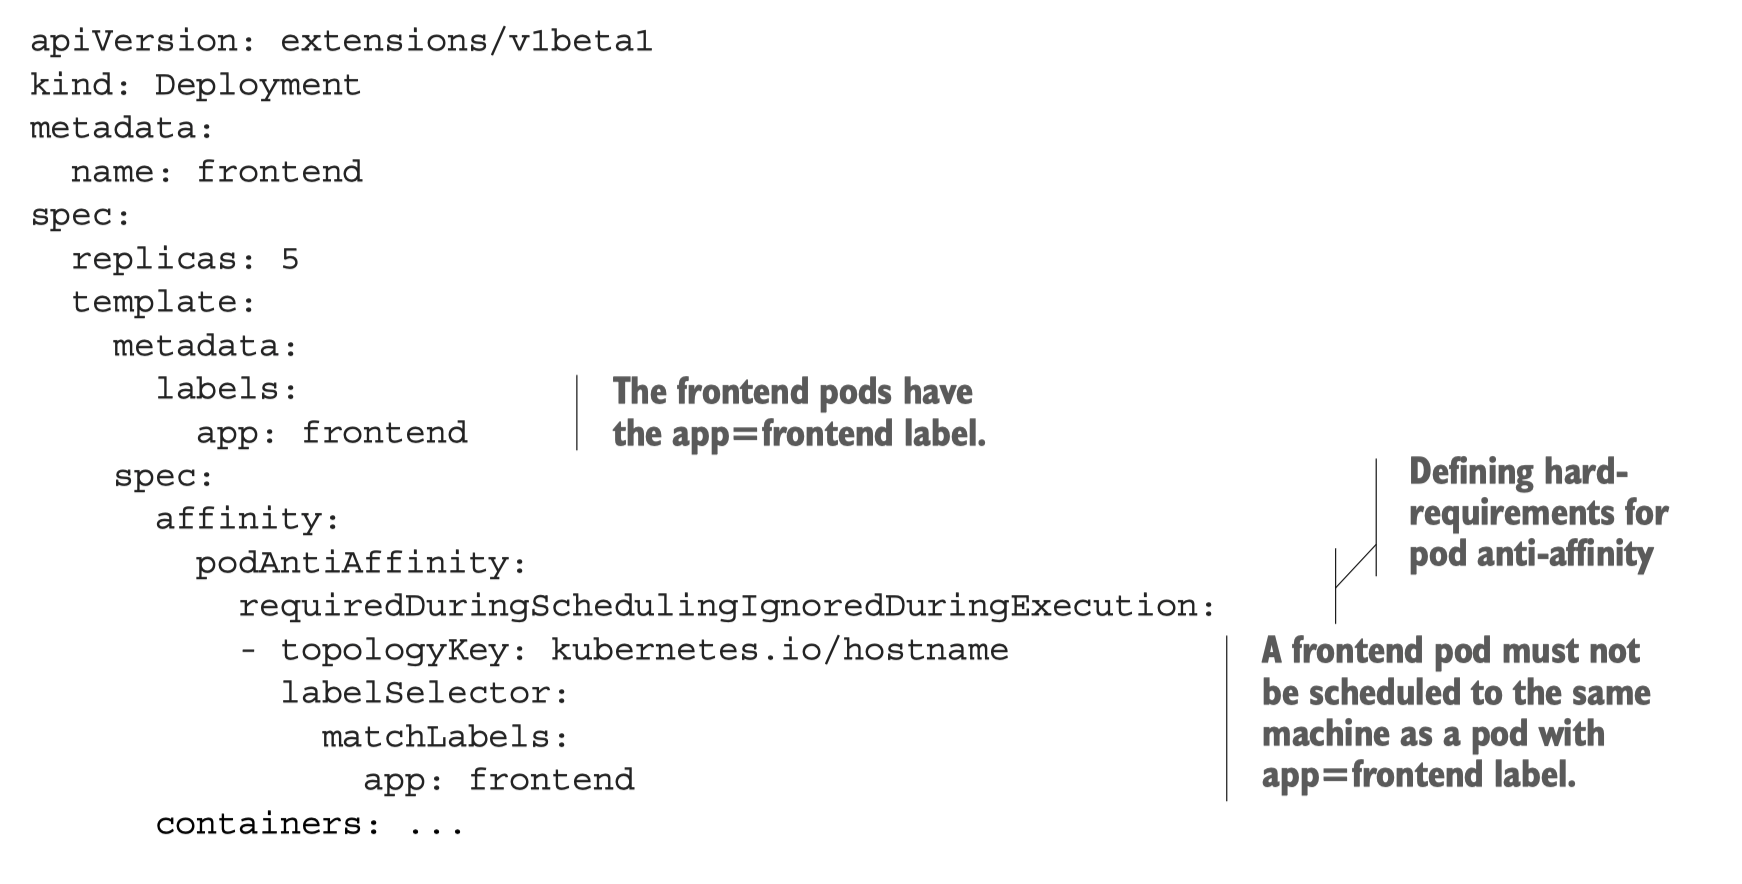 apiVersion: extensions/v1beta1
kind: Deployment
metadata:
  name: frontend
spec:
  replicas: 5
  template:
    metadata:
      labels:
        app: frontend
The frontend pods have
the app=frontend label.
    spec:
      affinity:
        podAntiAffinity:
          requiredDuringSchedulingIgnoredDuringExecution:
Defining hard-
requirements for
pod anti-affinity
          - topologyKey: kubernetes.io/hostname
            labelSelector:
              matchLabels:
                app: frontend
A frontend pod must not
be scheduled to the same
machine as a pod with
app=frontend label.
      containers: ...